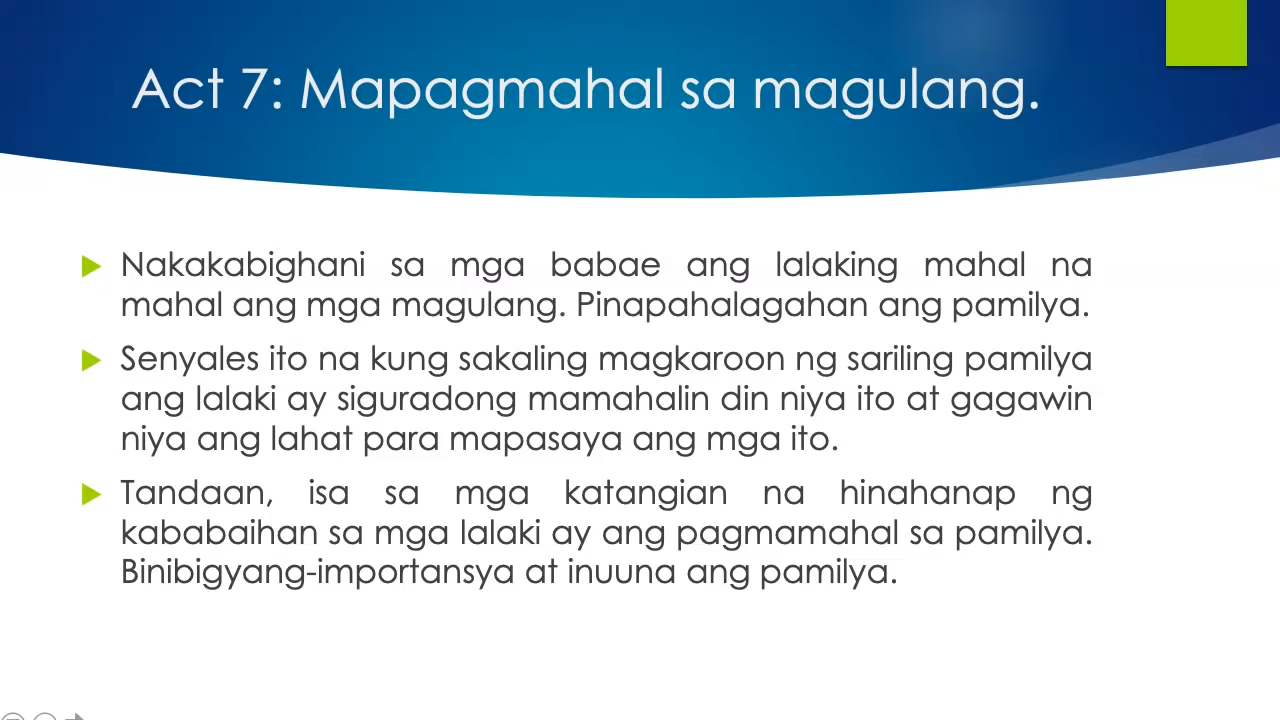 Act 7: Mapagmahal sa magulang.
Nakakabighani sa mga babae ang lalaking mahal na
mahal ang mga magulang. Pinapahalagahan ang pamilya.
Senyales ito na kung sakaling magkaroon ng sariling pamilya
ang lalaki ay siguradong mamahalin din niya ito at gagawin
niya ang lahat para mapasaya ang mga ito.
Tandaan, isa sa mga katangian na hinahanap ng
kababaihan sa mga lalaki ay ang pagmamahal sa pamilya.
Binibigyang-importansya at inuuna ang pamilya.